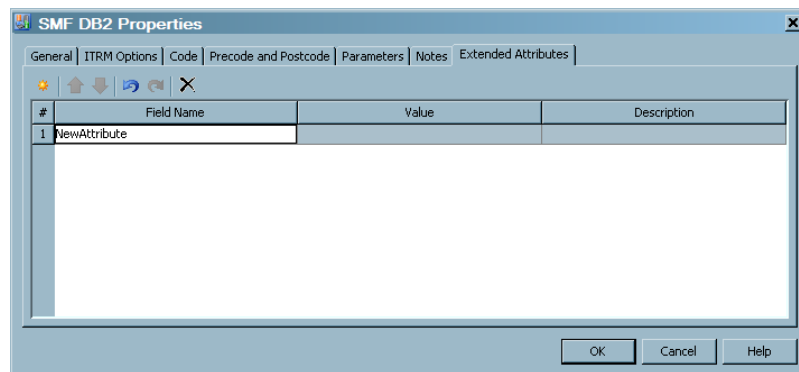 SMF DB2 Properties
General ITRM Options Code Precode and Postcode Parameters Notes Extended Attributes
# Field Name Value Description
1 NewAttribute
OK Cancel Help